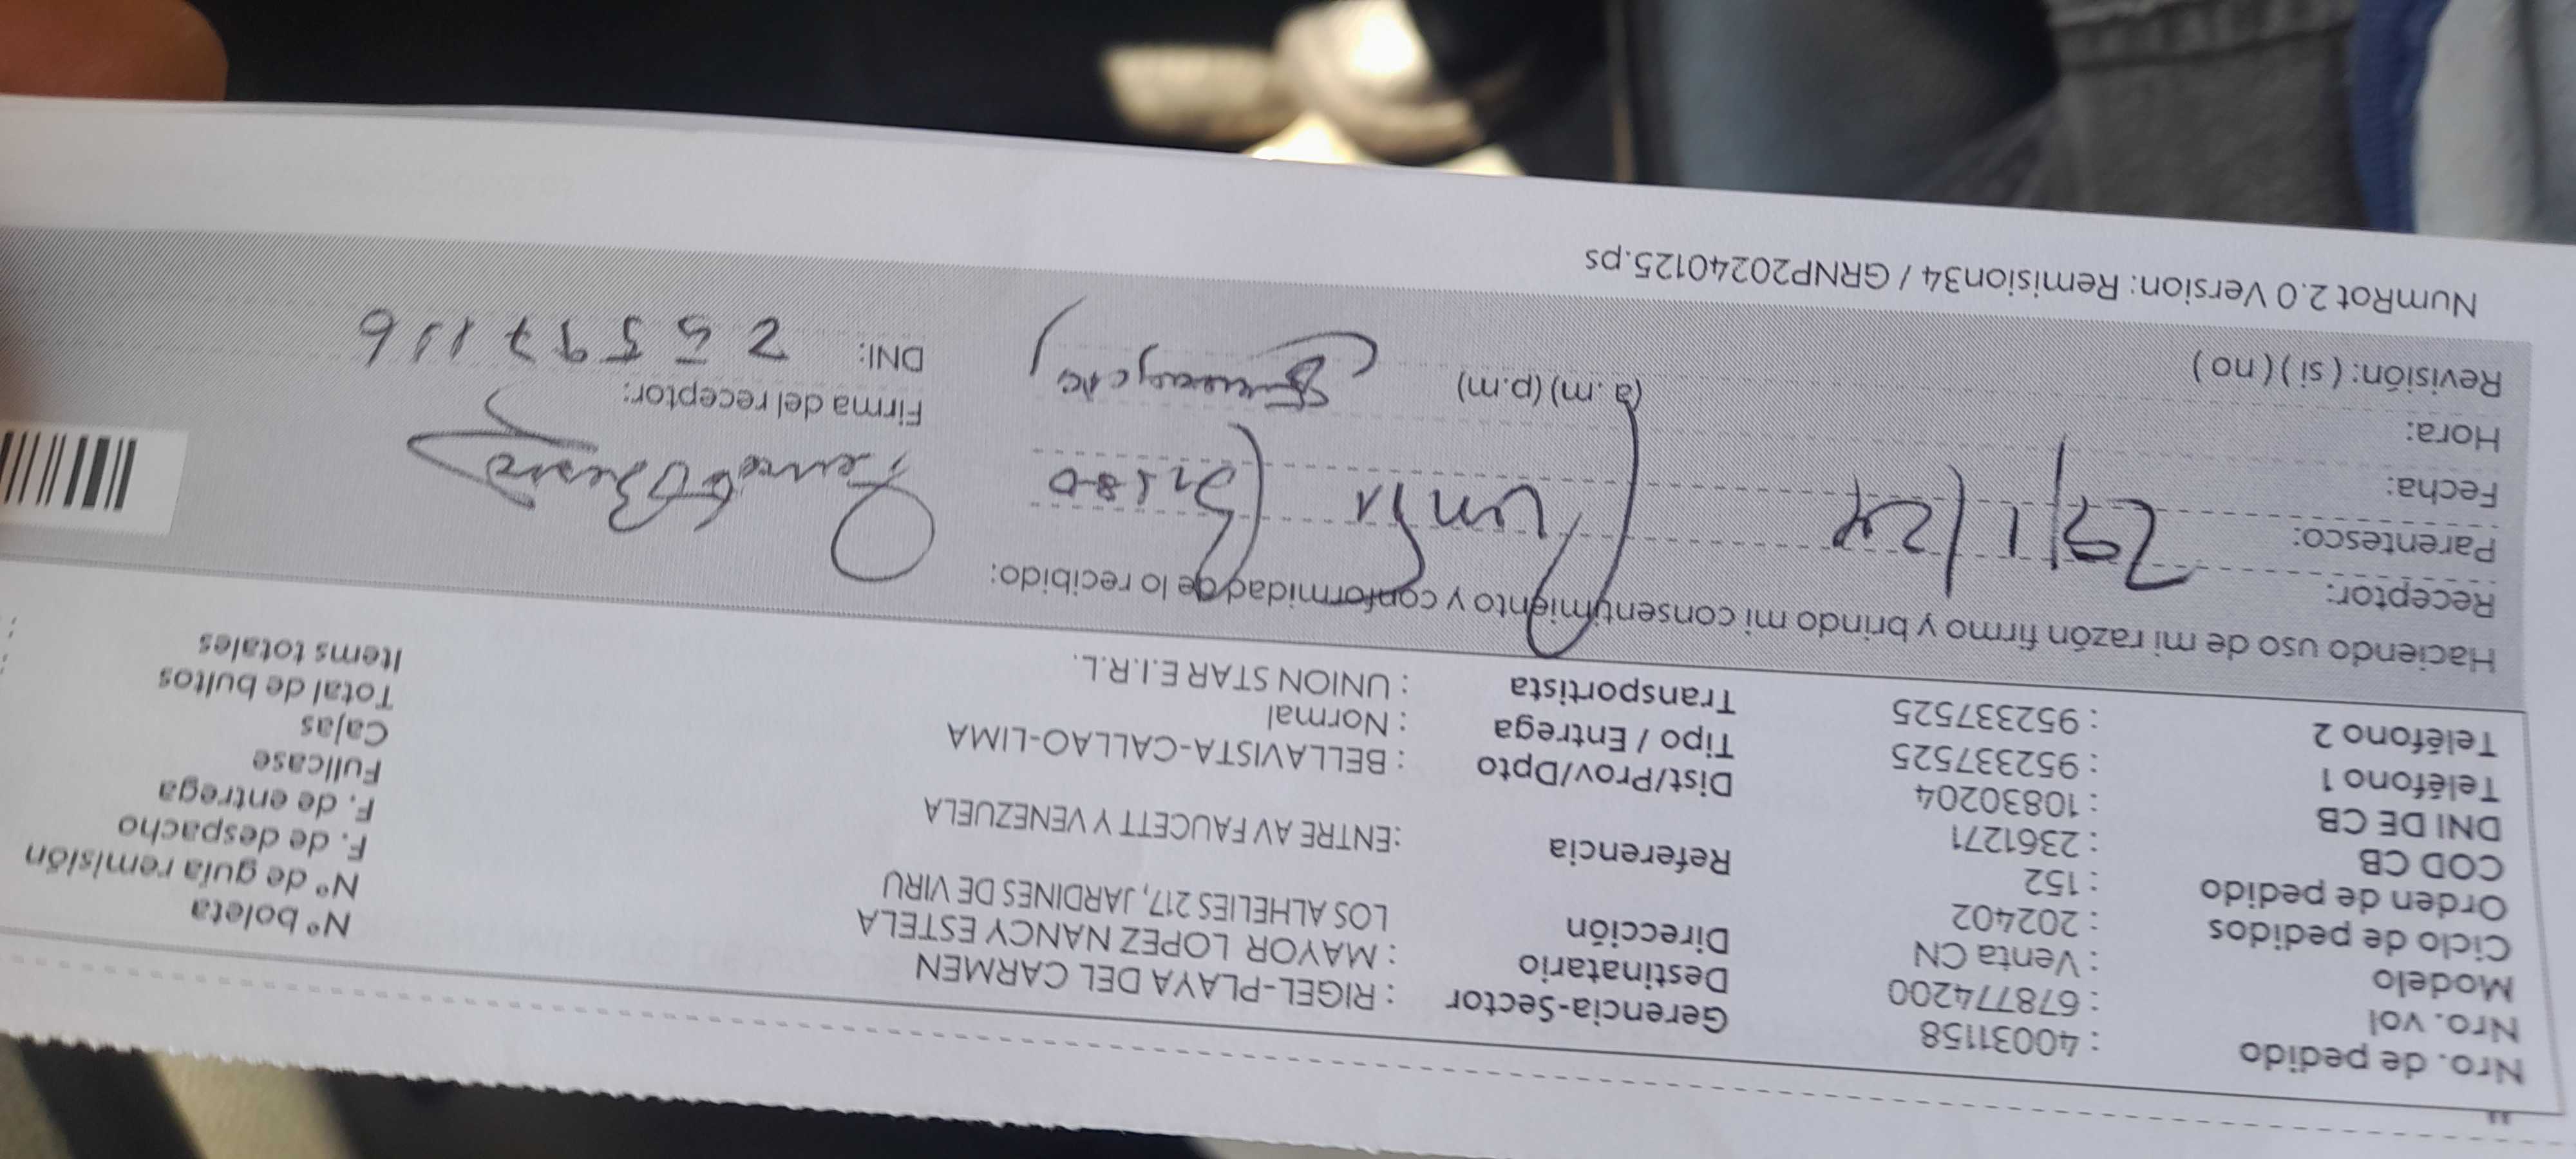 Nro. de pedido : 40031158 Gerencia-Sector : RIGEL-PLAYA DEL CARMEN
Nro. vol : 678774200 Destinatario : MAYOR LOPEZ NANCY ESTELA Nº boleta
Modelo : Venta CN Dirección LOS ALHELIES 217, JARDINES DE VIRU Nº de guía remisión
Ciclo de pedidos : 202402 F. de despacho
Orden de pedido : 152 Referencia :ENTRE AV FAUCETT Y VENEZUELA F. de entrega
COD CB : 2361271 Fullcase
DNI DE CB : 10830204 Dist/Prov/Dpto : BELLAVISTA-CALLAO-LIMA Cajas
Teléfono 1 : 952337525 Tipo / Entrega : Normal Total de bultos
Teléfono 2 : 952337525 Transportista : UNION STAR E.I.R.L. Items totales
Haciendo uso de mi razón firmo y brindo mi consentimiento y conformidad de lo recibido:
Receptor:
Parentesco:
Fecha: 29/1/24
Hora: (a.m) (p.m) Firma del receptor:
Revisión: ( si ) ( no ) DNI: 25597116
NumRot 2.0 Version: Remision34 / GRNP20240125.ps